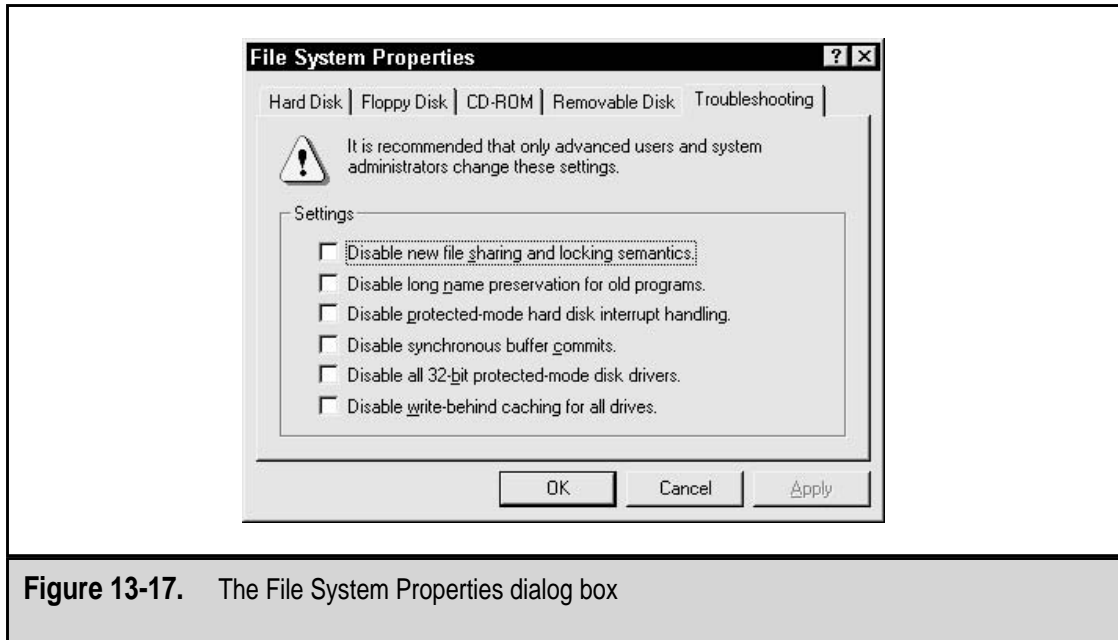 File System Properties
? X
Hard Disk Floppy Disk CD-ROM Removable Disk Troubleshooting
It is recommended that only advanced users and system
administrators change these settings.
Settings
Disable new file sharing and locking semantics.
Disable long name preservation for old programs.
Disable protected-mode hard disk interrupt handling.
Disable synchronous buffer commits.
Disable all 32-bit protected-mode disk drivers.
Disable write-behind caching for all drives.
OK Cancel Apply
Figure 13-17. The File System Properties dialog box